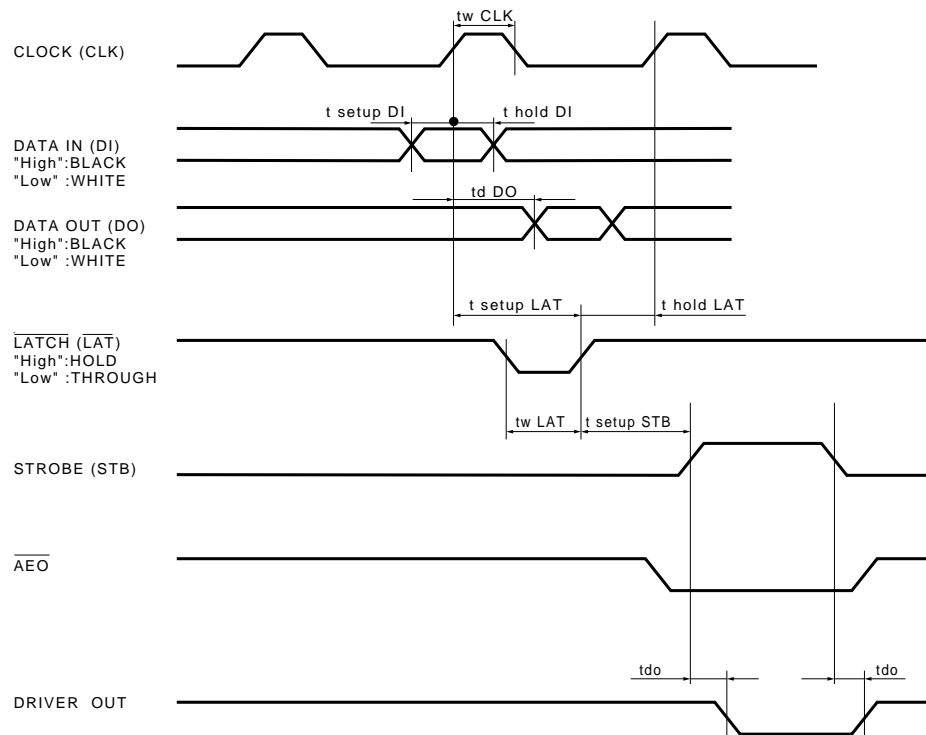 tw CLK
CLOCK (CLK)
t setup DI
t hold DI
DATA IN (DI)
"High":BLACK
"Low" :WHITE
td DO
DATA OUT (DO)
"High":BLACK
"Low" :WHITE
t setup LAT
t hold LAT
LATCH (LAT)
"High":HOLD
"Low" :THROUGH
tw LAT
t setup STB
STROBE (STB)
AEO
tdo
tdo
DRIVER OUT